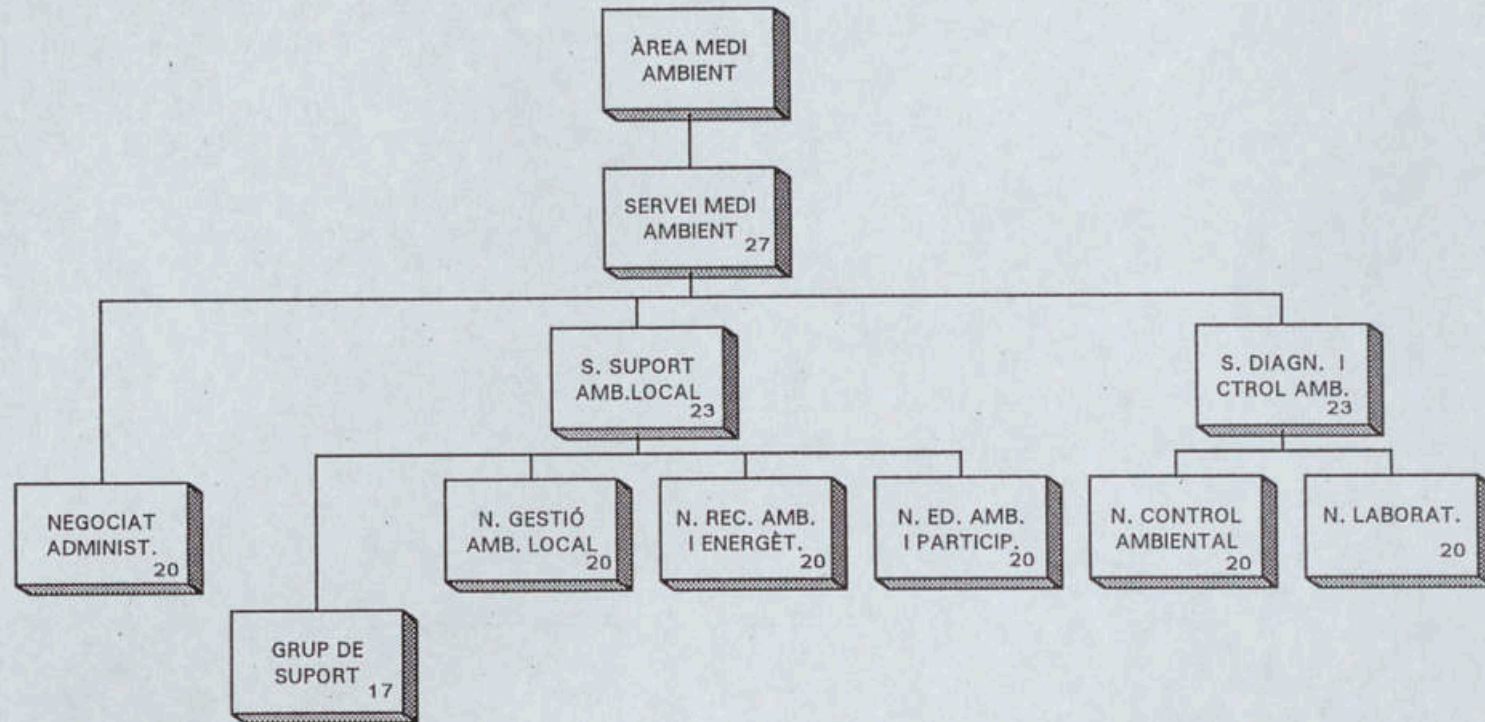 ÀREA MEDI
AMBIENT
SERVEI MEDI
AMBIENT
27
S. SUPORT
AMB.LOCAL
23
S. DIAGN. I
CTROL AMB.
23
NEGOCIAT
ADMINIST.
20
N. GESTIÓ
AMB. LOCAL
20
N. REC. AMB.
I ENERGÈT.
20
N. ED. AMB.
I PARTICIP.
20
N. CONTROL
AMBIENTAL
20
N. LABORAT.
20
GRUP DE
SUPORT
17